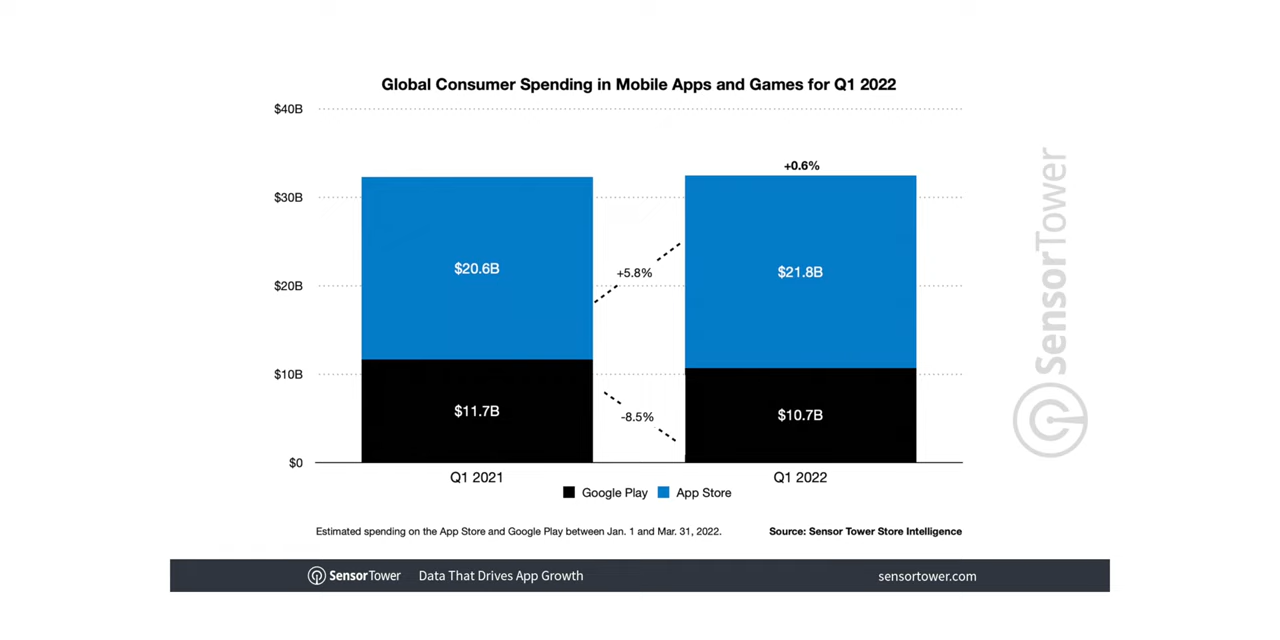 Global Consumer Spending in Mobile Apps and Games for Q1 2022
$40B
+0.6%
$30B
$20.6B
+5.8%
$21.8B
$20B
$10B
$11.7B
-8.5%
$10.7B
$0
Q1 2021
Q1 2022
Google Play
App Store
Estimated spending on the App Store and Google Play between Jan. 1 and Mar. 31, 2022.
Source: Sensor Tower Store Intelligence
SensorTower
SensorTower
Data That Drives App Growth
sensortower.com